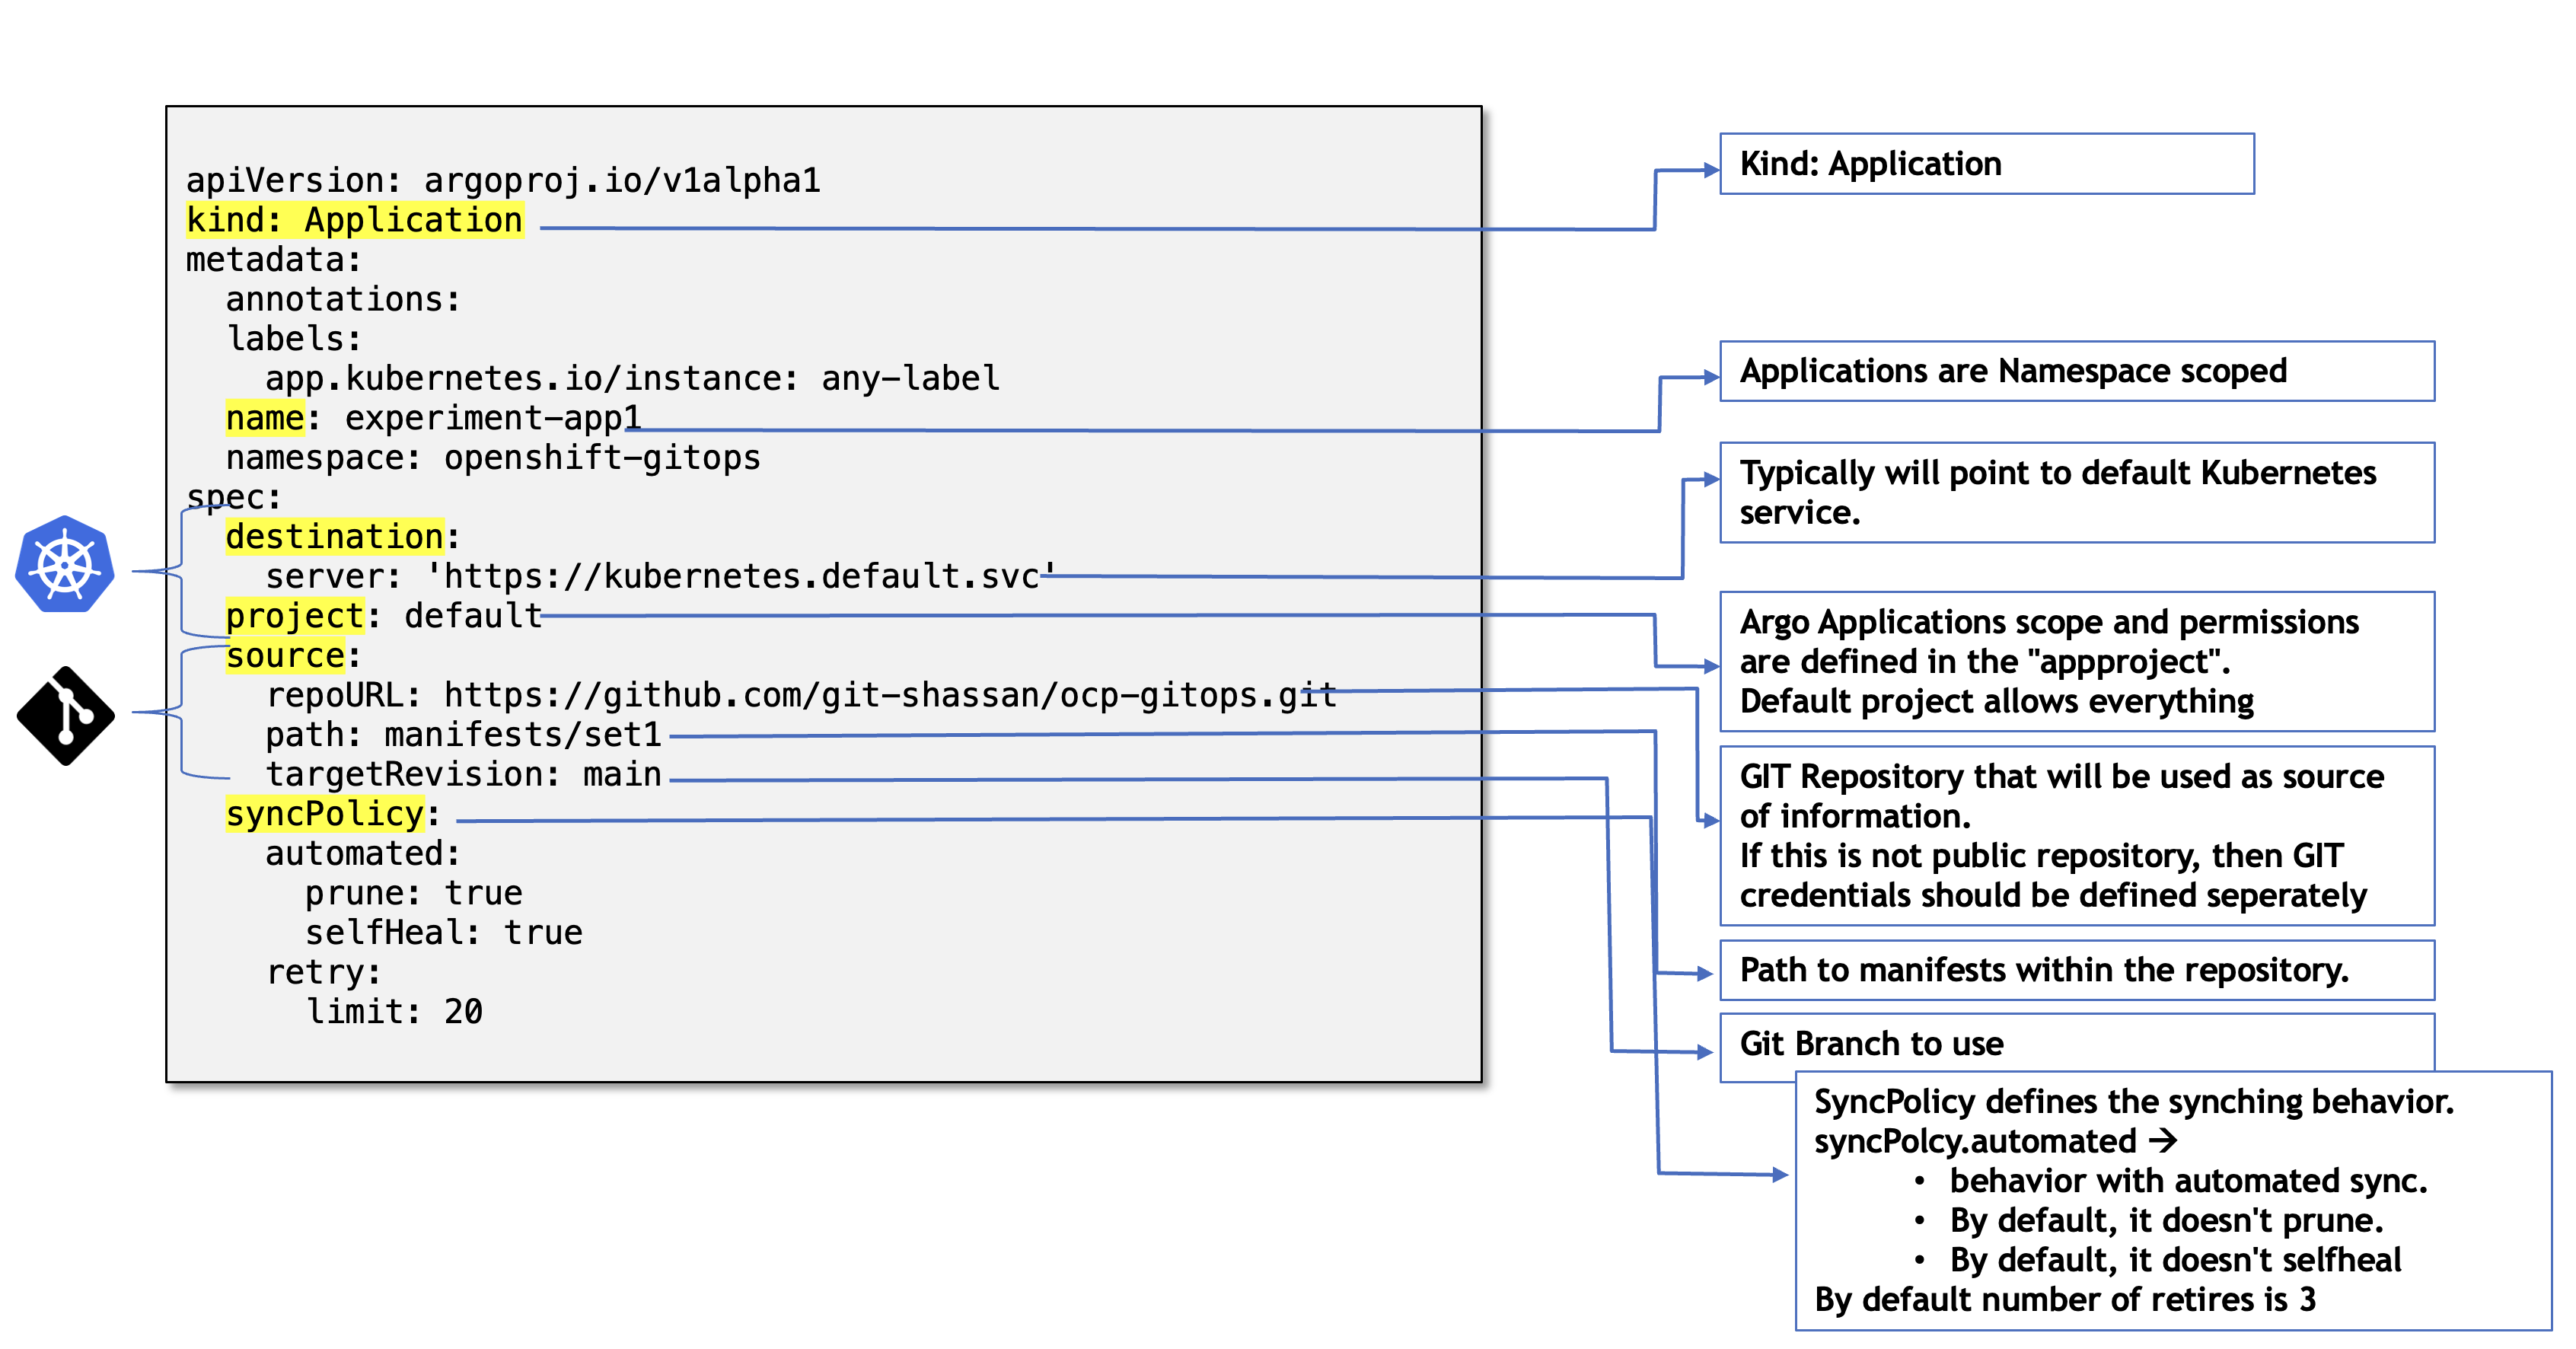 apiVersion: argoproj.io/v1alpha1
kind: Application
metadata:
  annotations:
  labels:
    app.kubernetes.io/instance: any-label
  name: experiment-app1
  namespace: openshift-gitops
spec:
  destination:
    server: 'https://kubernetes.default.svc'
  project: default
  source:
    repoURL: https://github.com/git-shassan/ocp-gitops.git
    path: manifests/set1
    targetRevision: main
  syncPolicy:
    automated:
      prune: true
      selfHeal: true
    retry:
      limit: 20
Kind: Application
Applications are Namespace scoped
Typically will point to default Kubernetes
service.
Argo Applications scope and permissions
are defined in the "appproject".
Default project allows everything
GIT Repository that will be used as source
of information.
If this is not public repository, then GIT
credentials should be defined seperately
Path to manifests within the repository.
Git Branch to use
SyncPolicy defines the synching behavior.
syncPolcy.automated →
• behavior with automated sync.
• By default, it doesn't prune.
• By default, it doesn't selfheal
By default number of retires is 3